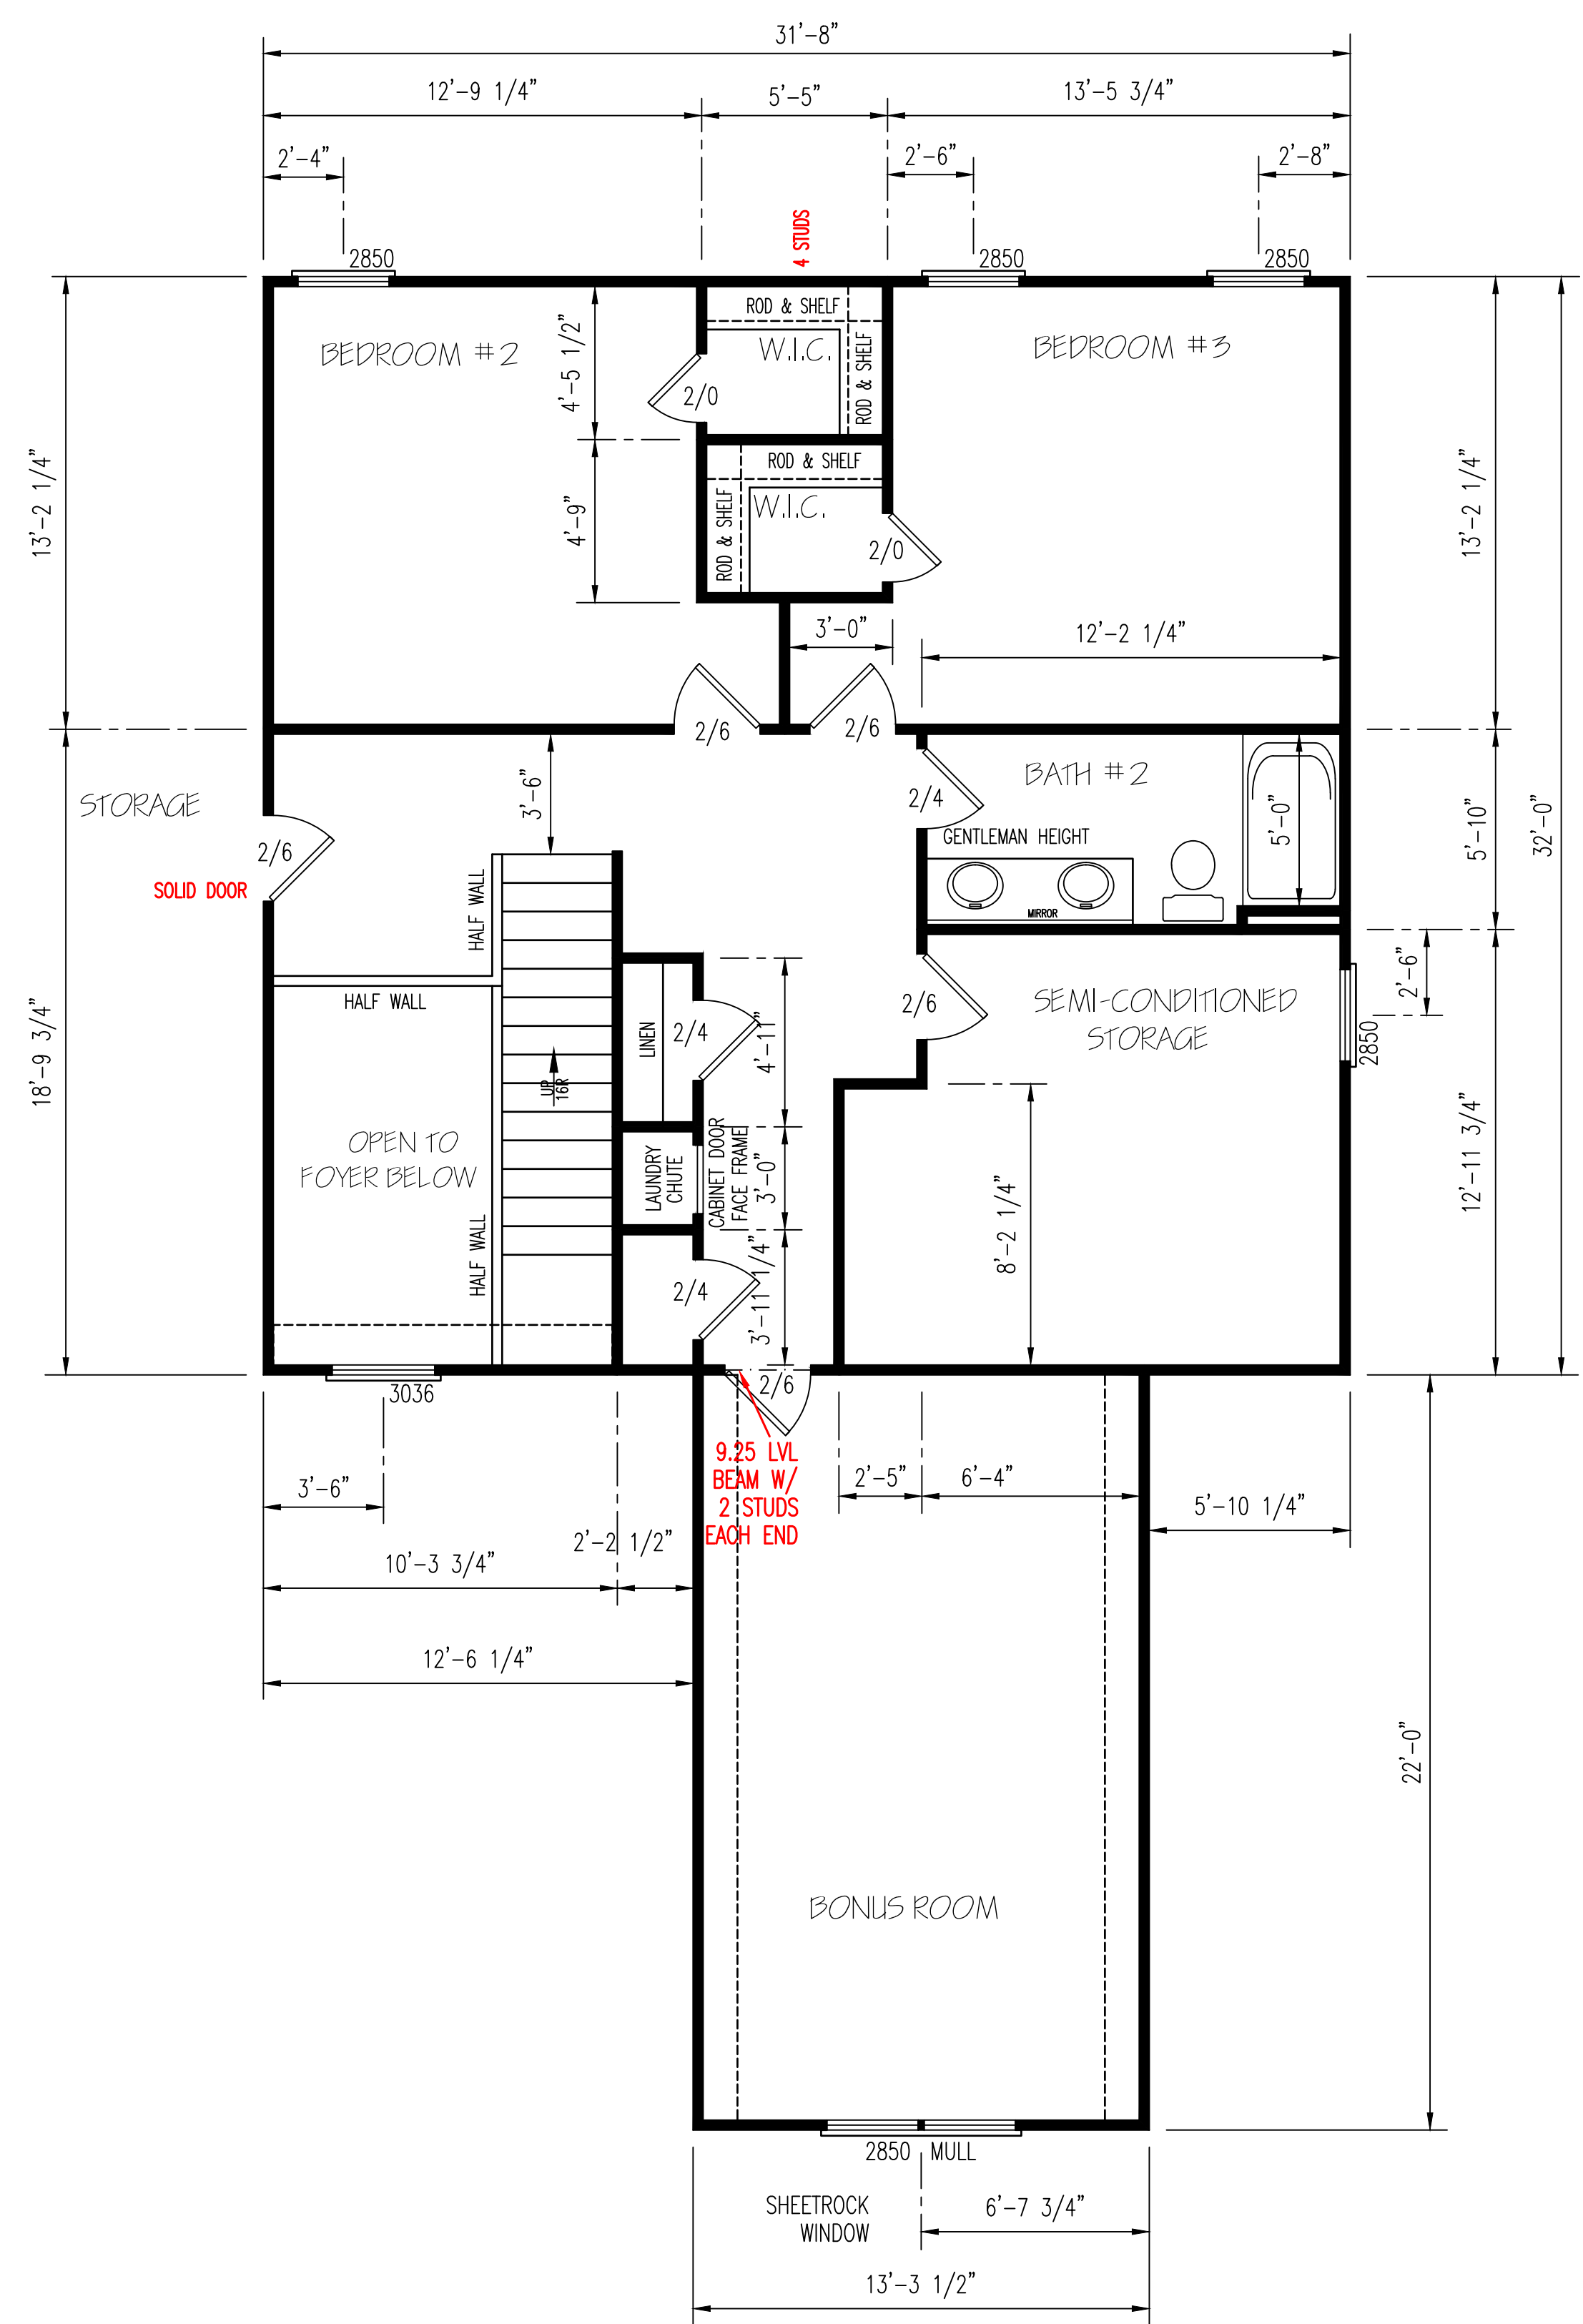 31'-8"
12'-9 1/4"
5'-5"
13'-5 3/4"
2'-4"
2'-6"
2'-8"
4 STUDS
2850
2850
2850
BEDROOM #2
4'-5 1/2"
ROD & SHELF
W.I.C.
ROD & SHELF
2/0
BEDROOM #3
13'-2 1/4"
4'-9"
ROD & SHELF
ROD & SHELF
W.I.C.
2/0
13'-2 1/4"
3'-0"
12'-2 1/4"
2/6
2/6
STORAGE
2/6
SOLID DOOR
3'-6"
2/4
BATH #2
GENTLEMAN HEIGHT
MIRROR
5'-0"
5'-10"
32'-0"
HALF WALL
HALF WALL
18'-9 3/4"
LINEN
2/4
4'-11"
2/6
SEMI-CONDITIONED
STORAGE
2'-6"
2850
UP
16R
OPEN TO
FOYER BELOW
HALF WALL
LAUNDRY
CHUTE
CABINET DOOR
FACE FRAME
3'-0"
8'-2 1/4"
12'-11 3/4"
2/4
3'-11 1/4"
3036
2/6
9.25 LVL
BEAM W/
2 STUDS
EACH END
3'-6"
2'-5"
6'-4"
5'-10 1/4"
10'-3 3/4"
2'-2 1/2"
12'-6 1/4"
22'-0"
BONUS ROOM
2850 MULL
SHEETROCK
WINDOW
6'-7 3/4"
13'-3 1/2"